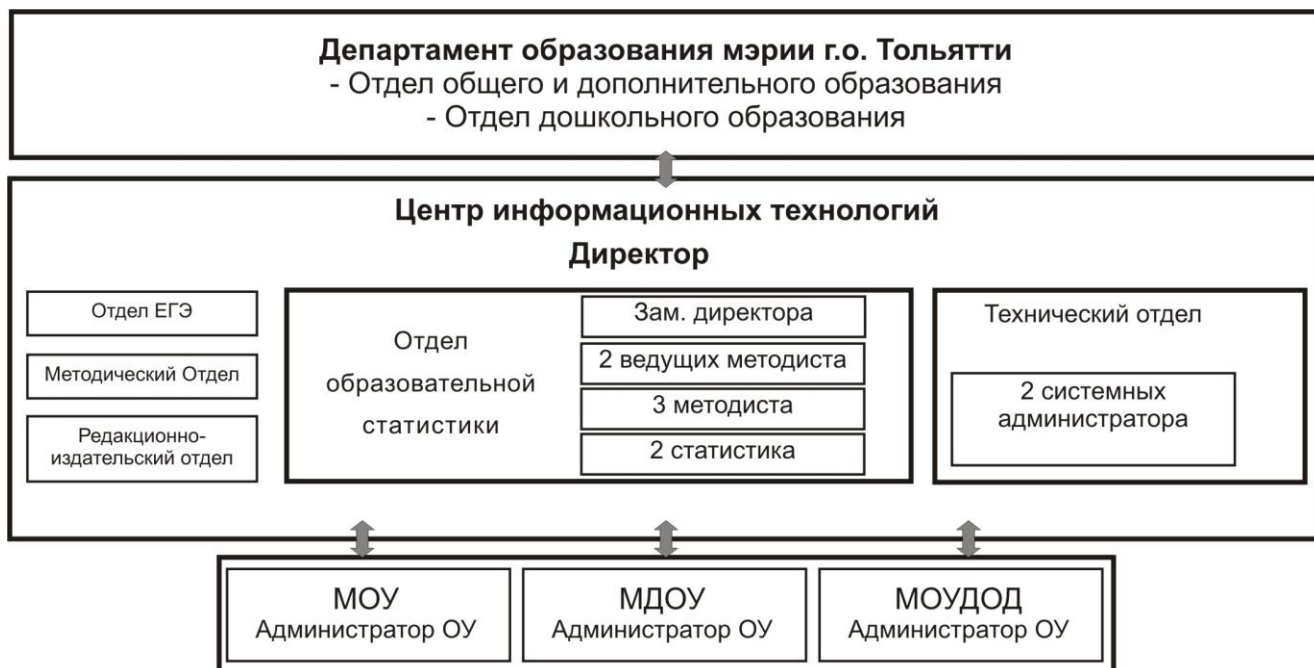 Департамент образования мэрии г.о. Тольятти
- Отдел общего и дополнительного образования
- Отдел дошкольного образования
Центр информационных технологий
Директор
Отдел ЕГЭ
Методический Отдел
Редакционно-
издательский отдел
Отдел
образовательной
статистики
Зам. директора
2 ведущих методиста
3 методиста
2 статистика
Технический отдел
2 системных
администратора
МОУ
Администратор ОУ
МДОУ
Администратор ОУ
МОУДОД
Администратор ОУ